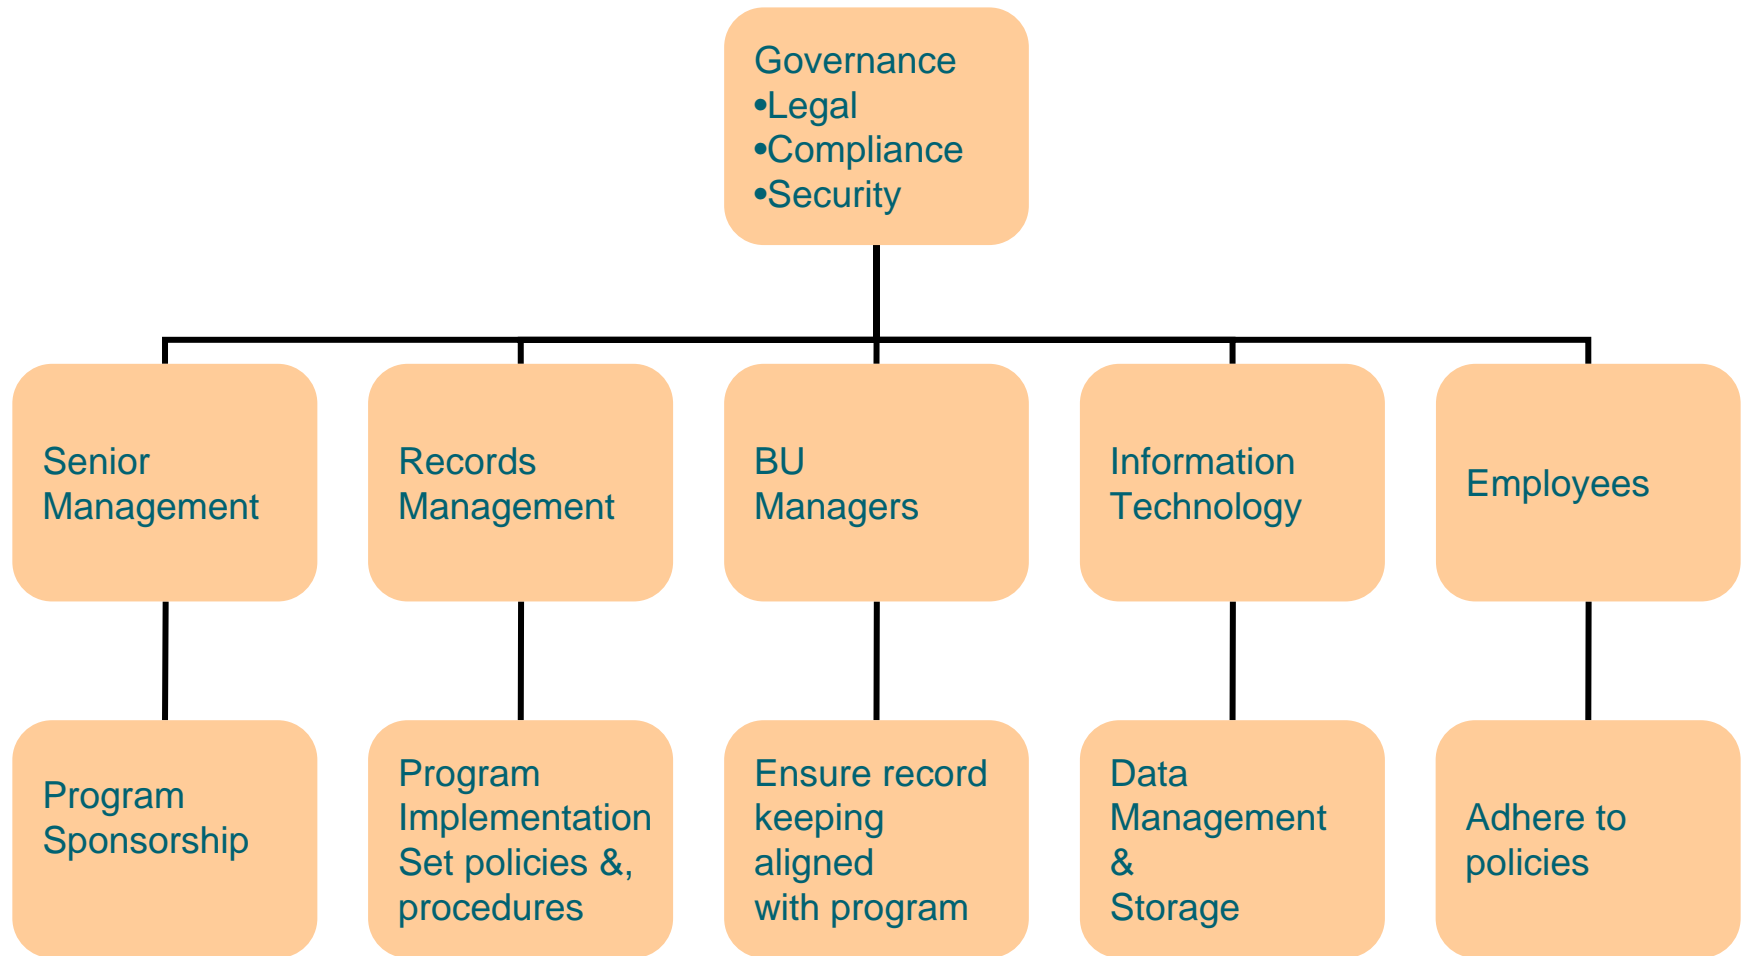 Governance
•Legal
•Compliance
•Security
Senior
Management
Records
Management
BU
Managers
Information
Technology
Employees
Program
Sponsorship
Program
Implementation
Set policies &,
procedures
Ensure record
keeping
aligned
with program
Data
Management
&
Storage
Adhere to
policies